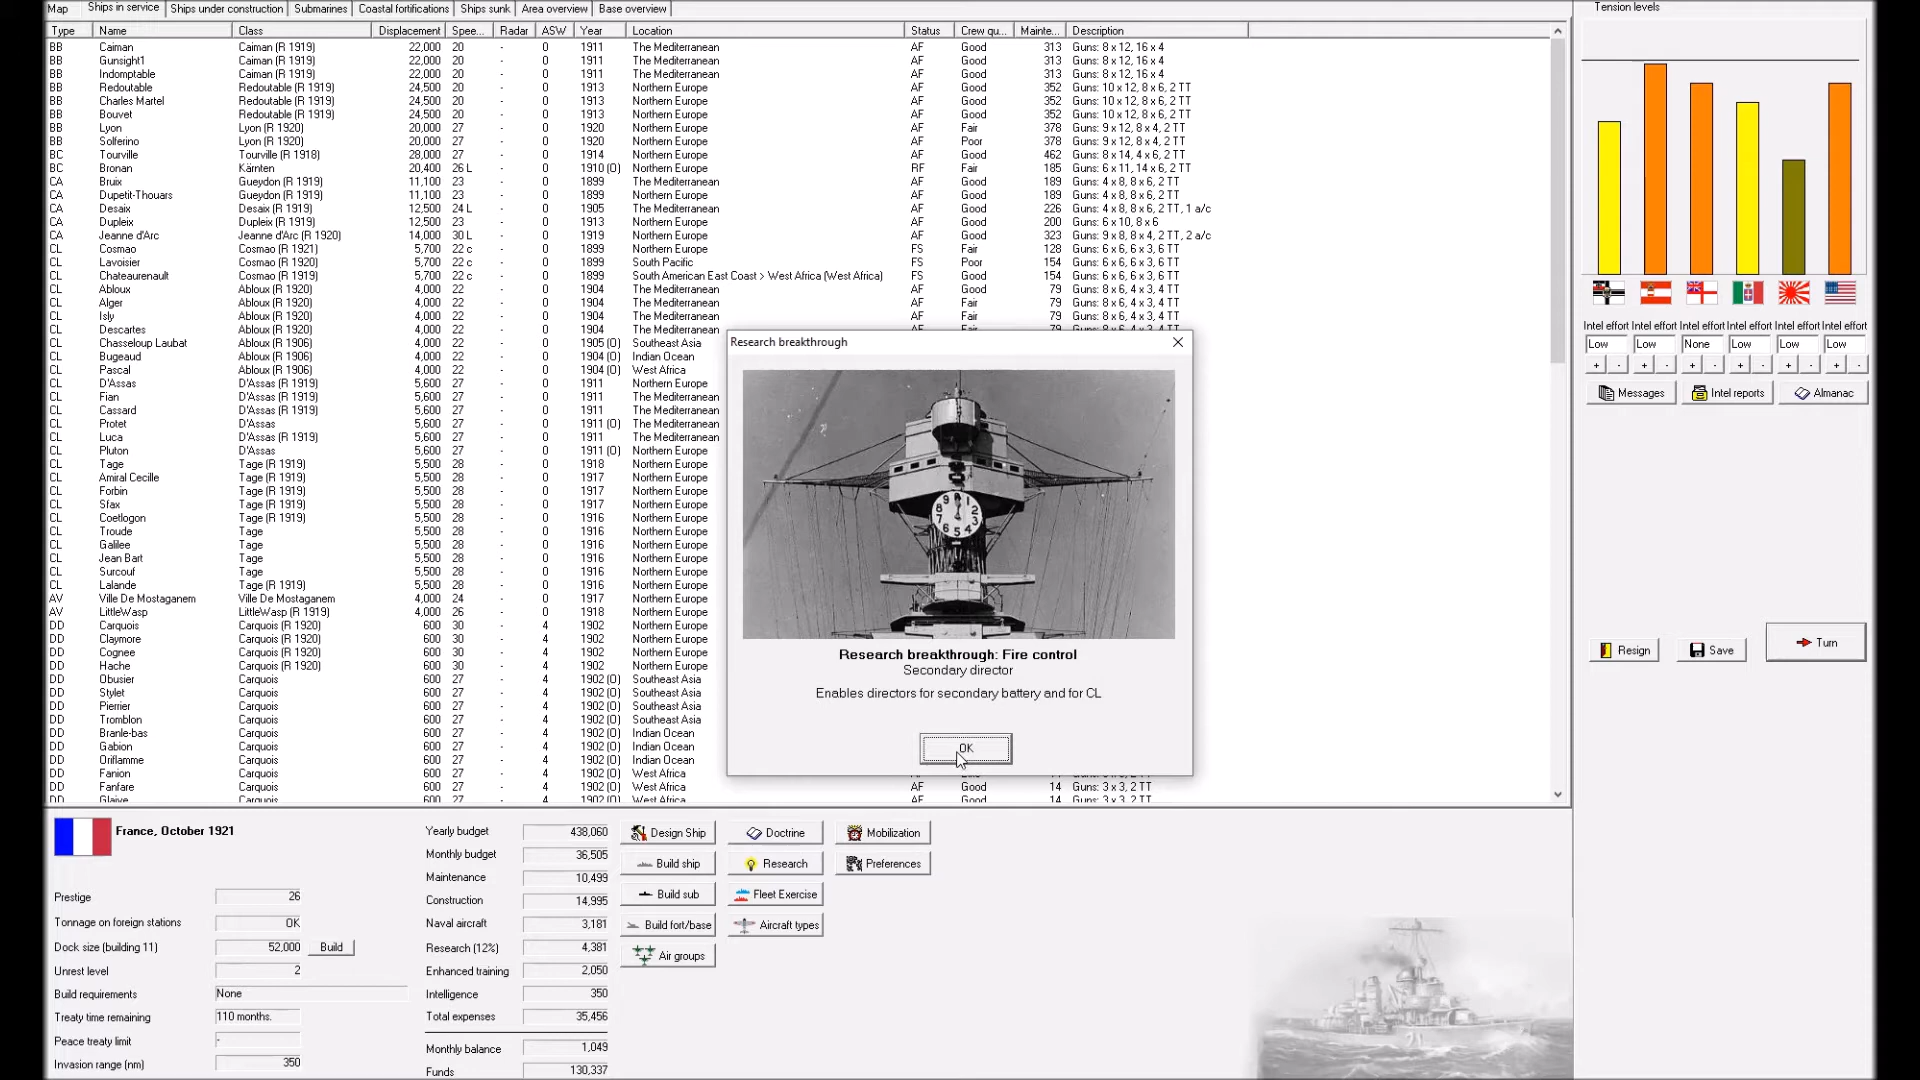 Map Ships in service Ships under construction Submarines Coastal fortifications Ships sunk Area overview Base overview
Type Name Class Displacement Spee... Radar ASW Year Location Status Crew qu... Mainte... Description
BB Caiman Caiman (R 1919) 22,000 20 - 0 1911 The Mediterranean AF Good 313 Guns: 8 x 12, 16 x 4
BB Gunsight1 Caiman (R 1919) 22,000 20 - 0 1911 The Mediterranean AF Good 313 Guns: 8 x 12, 16 x 4
BB Indomptable Caiman (R 1919) 22,000 20 - 0 1911 The Mediterranean AF Good 313 Guns: 8 x 12, 16 x 4
BB Redoutable Redoutable (R 1919) 24,500 20 - 0 1913 Northern Europe AF Good 352 Guns: 10 x 12, 8 x 6, 2 TT
BB Charles Martel Redoutable (R 1919) 24,500 20 - 0 1913 Northern Europe AF Good 352 Guns: 10 x 12, 8 x 6, 2 TT
BB Bouvet Redoutable (R 1919) 24,500 20 - 0 1913 Northern Europe AF Good 352 Guns: 10 x 12, 8 x 6, 2 TT
BB Lyon Lyon (R 1920) 20,000 27 - 0 1920 Northern Europe AF Fair 378 Guns: 9 x 12, 8 x 4, 2 TT
BB Solferino Lyon (R 1920) 20,000 27 - 0 1920 Northern Europe AF Poor 378 Guns: 9 x 12, 8 x 4, 2 TT
BC Tourville Tourville (R 1918) 28,000 27 - 0 1914 Northern Europe AF Good 462 Guns: 8 x 14, 4 x 6, 2 TT
BC Bronan Kärnten 20,400 26 L - 0 1910 (O) Northern Europe RF Fair 185 Guns: 6 x 11, 14 x 6, 2 TT
CA Bruix Gueydon (R 1919) 11,100 23 - 0 1899 The Mediterranean AF Good 189 Guns: 4 x 8, 8 x 6, 2 TT
CA Dupetit-Thouars Gueydon (R 1919) 11,100 23 - 0 1899 Northern Europe AF Good 189 Guns: 4 x 8, 8 x 6, 2 TT
CA Desaix Desaix (R 1919) 12,500 24 L - 0 1905 The Mediterranean AF Good 226 Guns: 4 x 8, 8 x 6, 2 TT, 1 a/c
CA Dupleix Dupleix (R 1919) 12,500 23 - 0 1913 Northern Europe AF Good 200 Guns: 6 x 10, 8 x 6
CA Jeanne d'Arc Jeanne d'Arc (R 1920) 14,000 30 L - 0 1919 Northern Europe AF Good 323 Guns: 9 x 8, 8 x 4, 2 TT, 2 a/c
CL Cosmao Cosmao (R 1921) 5,700 22 c - 0 1899 Northern Europe FS Fair 128 Guns: 6 x 6, 6 x 3, 6 TT
CL Lavoisier Cosmao (R 1920) 5,700 22 c - 0 1899 South Pacific FS Poor 154 Guns: 6 x 6, 6 x 3, 6 TT
CL Chateaurenault Cosmao (R 1919) 5,700 22 c - 0 1899 South American East Coast > West Africa (West Africa) FS Good 154 Guns: 6 x 6, 6 x 3, 6 TT
CL Abloux Abloux (R 1920) 4,000 22 - 0 1904 The Mediterranean AF Good 79 Guns: 8 x 6, 4 x 3, 4 TT
CL Alger Abloux (R 1920) 4,000 22 - 0 1904 The Mediterranean AF Fair 79 Guns: 8 x 6, 4 x 3, 4 TT
CL Isly Abloux (R 1920) 4,000 22 - 0 1904 The Mediterranean AF Fair 79 Guns: 8 x 6, 4 x 3, 4 TT
CL Descartes Abloux (R 1920) 4,000 22 - 0 1904 The Mediterranean AF Fair 79 Guns: 8 x 6, 4 x 3, 4 TT
CL Chasseloup Laubat Abloux (R 1906) 4,000 22 - 0 1905 (O) Southeast Asia
CL Bugeaud Abloux (R 1906) 4,000 22 - 0 1904 (O) Indian Ocean
CL Pascal Abloux (R 1906) 4,000 22 - 0 1904 (O) West Africa
CL D'Assas D'Assas (R 1919) 5,600 27 - 0 1911 Northern Europe
CL Fian D'Assas (R 1919) 5,600 27 - 0 1911 The Mediterranean
CL Cassard D'Assas (R 1919) 5,600 27 - 0 1911 The Mediterranean
CL Protet D'Assas 5,600 27 - 0 1911 (O) The Mediterranean
CL Luca D'Assas (R 1919) 5,600 27 - 0 1911 The Mediterranean
CL Pluton D'Assas 5,600 27 - 0 1911 (O) Northern Europe
CL Tage Tage (R 1919) 5,500 28 - 0 1918 Northern Europe
CL Amiral Cecille Tage (R 1919) 5,500 28 - 0 1917 Northern Europe
CL Forbin Tage (R 1919) 5,500 28 - 0 1917 Northern Europe
CL Sfax Tage (R 1919) 5,500 28 - 0 1917 Northern Europe
CL Coetlogon Tage (R 1919) 5,500 28 - 0 1916 Northern Europe
CL Troude Tage 5,500 28 - 0 1916 Northern Europe
CL Galilee Tage 5,500 28 - 0 1916 Northern Europe
CL Jean Bart Tage 5,500 28 - 0 1916 Northern Europe
CL Surcouf Tage 5,500 28 - 0 1916 Northern Europe
CL Lalande Tage (R 1919) 5,500 28 - 0 1916 Northern Europe
AV Ville De Mostaganem Ville De Mostaganem 4,000 24 - 0 1917 Northern Europe
AV LittleWasp LittleWasp (R 1919) 4,000 26 - 0 1918 Northern Europe
DD Carquois Carquois (R 1920) 600 30 - 4 1902 Northern Europe
DD Claymore Carquois (R 1920) 600 30 - 4 1902 Northern Europe
DD Cognee Carquois (R 1920) 600 30 - 4 1902 Northern Europe
DD Hache Carquois (R 1920) 600 30 - 4 1902 Northern Europe
DD Obusier Carquois 600 27 - 4 1902 (O) Southeast Asia
DD Stylet Carquois 600 27 - 4 1902 (O) Southeast Asia
DD Pierrier Carquois 600 27 - 4 1902 (O) Southeast Asia
DD Tromblon Carquois 600 27 - 4 1902 (O) Southeast Asia
DD Branle-bas Carquois 600 27 - 4 1902 (O) Indian Ocean
DD Gabion Carquois 600 27 - 4 1902 (O) Indian Ocean
DD Oriflamme Carquois 600 27 - 4 1902 (O) Indian Ocean
DD Fanion Carquois 600 27 - 4 1902 (O) West Africa
DD Fanfare Carquois 600 27 - 4 1902 (O) West Africa AF Good 14 Guns: 3 x 3, 2 TT
DD Glaive Carquois 600 27 - 4 1902 (O) West Africa AF Good 14 Guns: 3 x 3, 2 TT
Research breakthrough
9 1 8 2 7 3 6 5 4
Research breakthrough: Fire control
Secondary director
Enables directors for secondary battery and for CL
OK
Tension levels
Intel effort Intel effort Intel effort Intel effort Intel effort Intel effort
Low Low None Low Low Low
+ - + - + - + - + - + -
Messages Intel reports Almanac
Resign Save Turn
France, October 1921
Prestige 26
Tonnage on foreign stations OK
Dock size (building 11) 52,000 Build
Unrest level 2
Build requirements None
Treaty time remaining 110 months.
Peace treaty limit -
Invasion range (nm) 350
Yearly budget 438,060
Monthly budget 36,505
Maintenance 10,499
Construction 14,995
Naval aircraft 3,181
Research (12%) 4,381
Enhanced training 2,050
Intelligence 350
Total expenses 35,456
Monthly balance 1,049
Funds 130,337
Design Ship Doctrine Mobilization
Build ship Research Preferences
Build sub Fleet Exercise
Build fort/base Aircraft types
Air groups